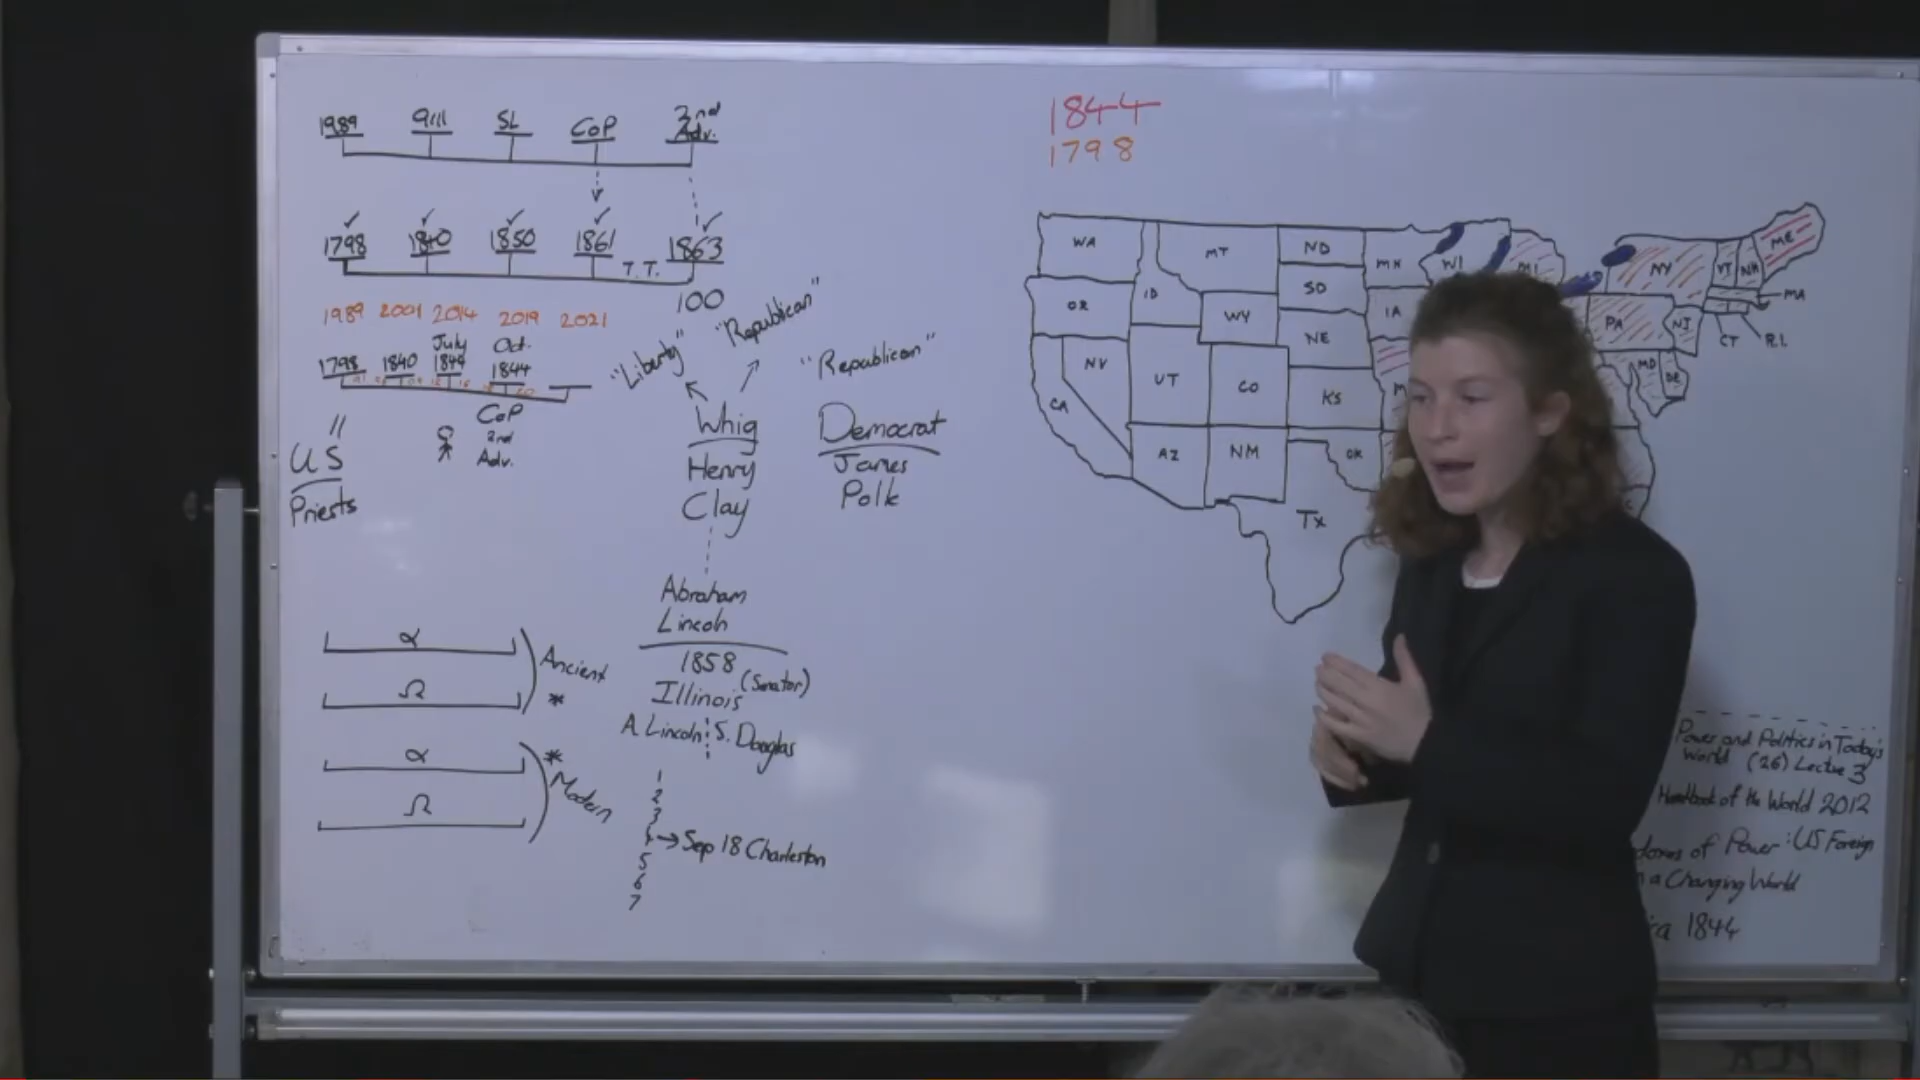 1989 9/11 SL CoP 2nd Adv.
1798 1840 1850 1861 T.T. 1863
100
1989 2001 2014 2019 2021
1798 1840 July 1844 Oct. 1844
CoP
2nd
Adv.
//
US
Priests
"Liberty" "Republican"
"Republican"
Whig
Henry
Clay
Democrat
James
Polk
Abraham
Lincoln
1858
(Senator)
Illinois
A. Lincoln S. Douglas
1
2
3
4 → Sep 18 Charleston
5
6
7
α
Ω
Ancient
*
α
Ω
*
Modern
1844
1798
WA MT ND MN WI MI NY VT NH ME
OR ID WY SD IA PA NJ MA
CT R.I.
NV UT CO NE KS MD DE
CA AZ NM OK
Tx
Power and Politics in Today's
World (26) Lecture 3
Handbook of the World 2012
of Power: US Foreign
a Changing World
1844